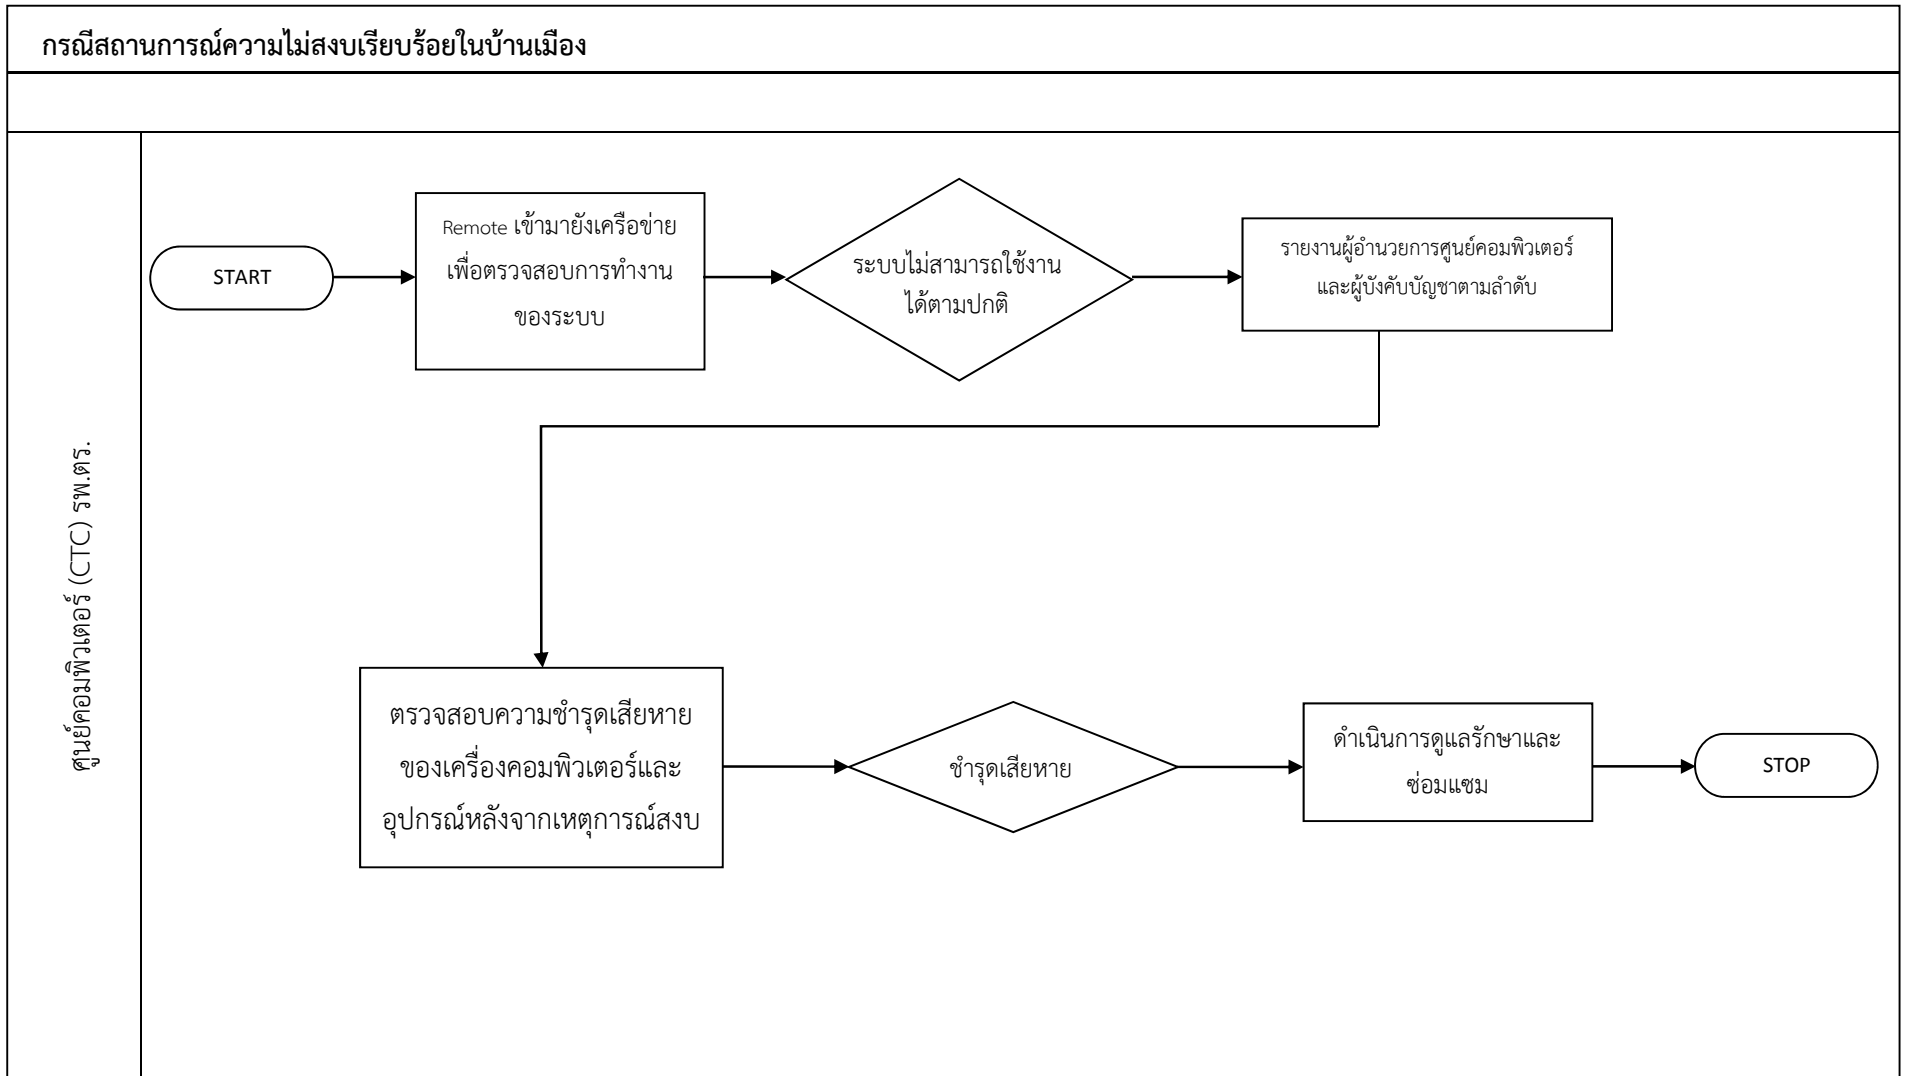 กรณีสถานการณ์ความไม่สงบเรียบร้อยในบ้านเมือง
ศูนย์คอมพิวเตอร์ (CTC) รพ.ตร.
START
Remote เข้ามายังเครือข่าย
เพื่อตรวจสอบการทำงาน
ของระบบ
ระบบไม่สามารถใช้งาน
ได้ตามปกติ
รายงานผู้อำนวยการศูนย์คอมพิวเตอร์
และผู้บังคับบัญชาตามลำดับ
ตรวจสอบความชำรุดเสียหาย
ของเครื่องคอมพิวเตอร์และ
อุปกรณ์หลังจากเหตุการณ์สงบ
ชำรุดเสียหาย
ดำเนินการดูแลรักษาและ
ซ่อมแซม
STOP